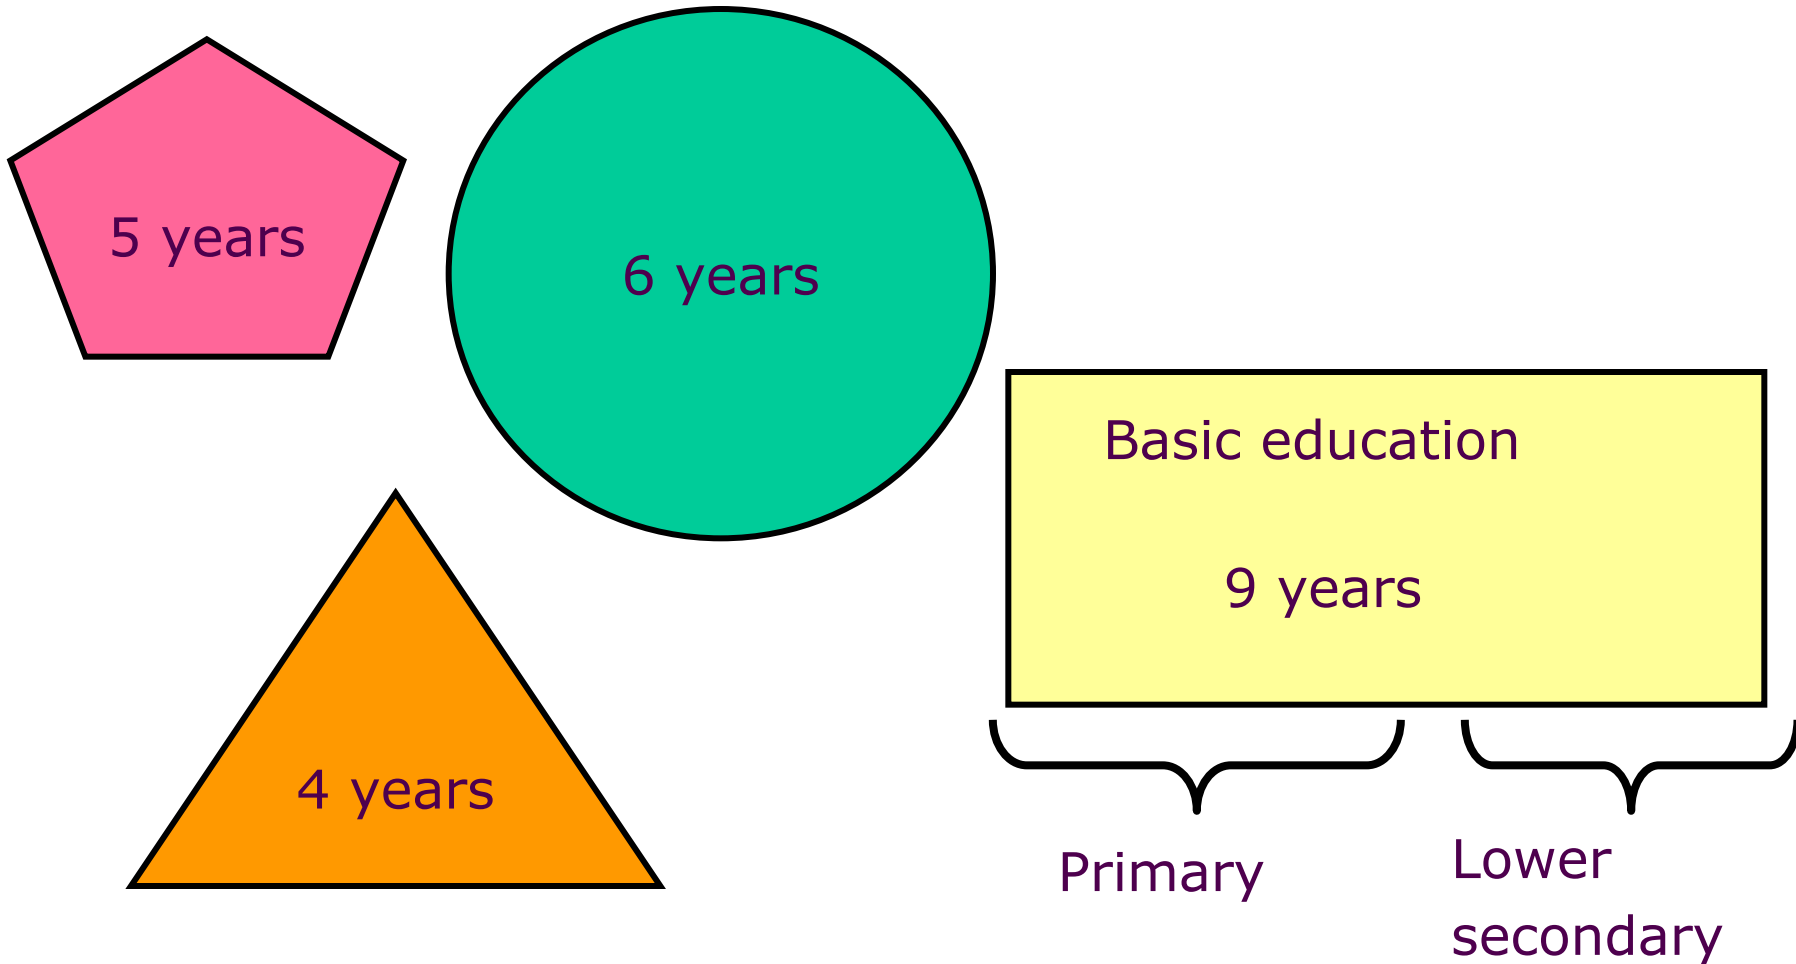 5 years
6 years
Basic education
9 years
4 years
Primary
Lower
secondary